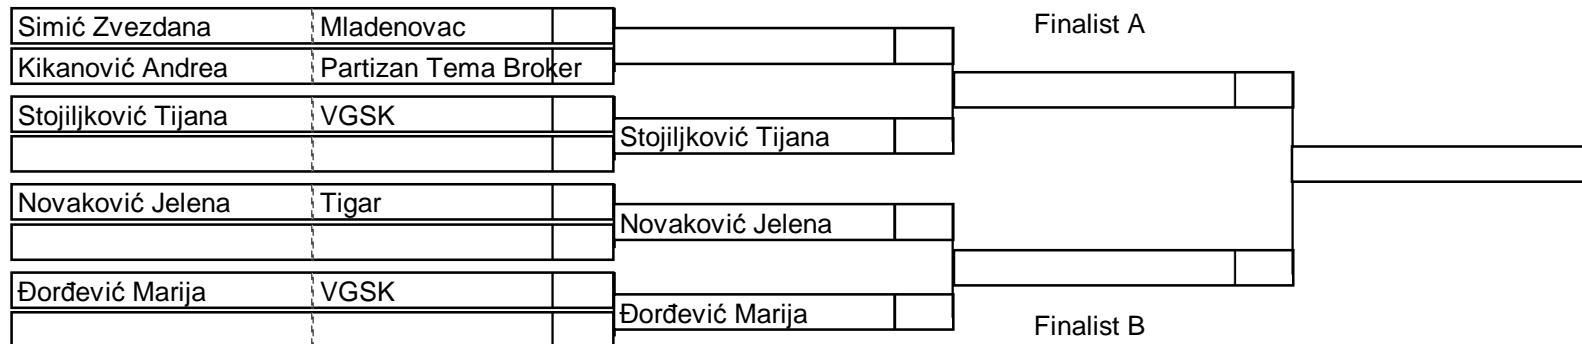 Simić Zvezdana Mladenovac
Kikanović Andrea Partizan Tema Broker
Stojiljković Tijana VGSK
Novaković Jelena Tigar
Đorđević Marija VGSK
Stojiljković Tijana
Novaković Jelena
Đorđević Marija
Finalist A
Finalist B